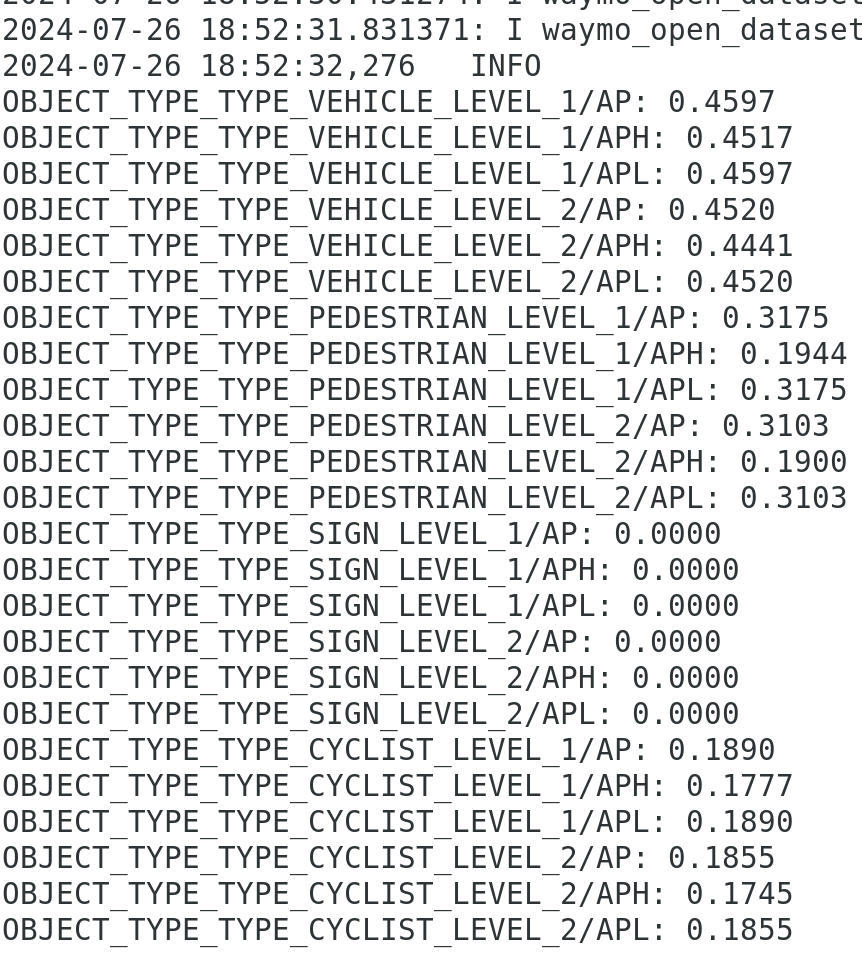 2024-07-26 18:52:31.831371: I waymo_open_dataset
2024-07-26 18:52:32,276   INFO
OBJECT_TYPE_TYPE_VEHICLE_LEVEL_1/AP: 0.4597
OBJECT_TYPE_TYPE_VEHICLE_LEVEL_1/APH: 0.4517
OBJECT_TYPE_TYPE_VEHICLE_LEVEL_1/APL: 0.4597
OBJECT_TYPE_TYPE_VEHICLE_LEVEL_2/AP: 0.4520
OBJECT_TYPE_TYPE_VEHICLE_LEVEL_2/APH: 0.4441
OBJECT_TYPE_TYPE_VEHICLE_LEVEL_2/APL: 0.4520
OBJECT_TYPE_TYPE_PEDESTRIAN_LEVEL_1/AP: 0.3175
OBJECT_TYPE_TYPE_PEDESTRIAN_LEVEL_1/APH: 0.1944
OBJECT_TYPE_TYPE_PEDESTRIAN_LEVEL_1/APL: 0.3175
OBJECT_TYPE_TYPE_PEDESTRIAN_LEVEL_2/AP: 0.3103
OBJECT_TYPE_TYPE_PEDESTRIAN_LEVEL_2/APH: 0.1900
OBJECT_TYPE_TYPE_PEDESTRIAN_LEVEL_2/APL: 0.3103
OBJECT_TYPE_TYPE_SIGN_LEVEL_1/AP: 0.0000
OBJECT_TYPE_TYPE_SIGN_LEVEL_1/APH: 0.0000
OBJECT_TYPE_TYPE_SIGN_LEVEL_1/APL: 0.0000
OBJECT_TYPE_TYPE_SIGN_LEVEL_2/AP: 0.0000
OBJECT_TYPE_TYPE_SIGN_LEVEL_2/APH: 0.0000
OBJECT_TYPE_TYPE_SIGN_LEVEL_2/APL: 0.0000
OBJECT_TYPE_TYPE_CYCLIST_LEVEL_1/AP: 0.1890
OBJECT_TYPE_TYPE_CYCLIST_LEVEL_1/APH: 0.1777
OBJECT_TYPE_TYPE_CYCLIST_LEVEL_1/APL: 0.1890
OBJECT_TYPE_TYPE_CYCLIST_LEVEL_2/AP: 0.1855
OBJECT_TYPE_TYPE_CYCLIST_LEVEL_2/APH: 0.1745
OBJECT_TYPE_TYPE_CYCLIST_LEVEL_2/APL: 0.1855